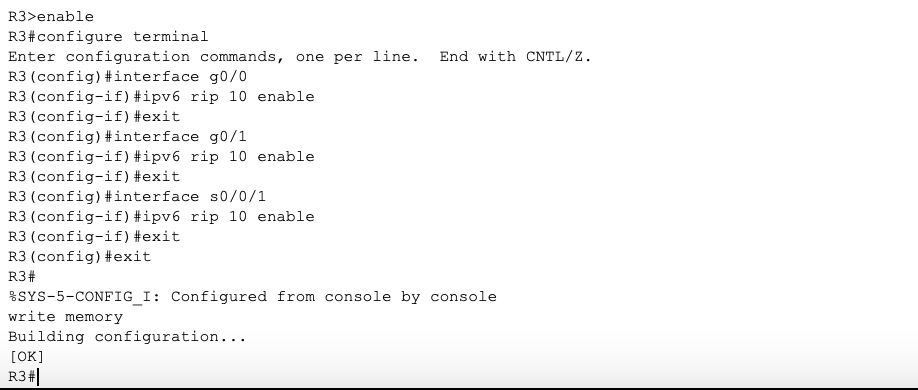 R3>enable
R3#configure terminal
Enter configuration commands, one per line.  End with CNTL/Z.
R3(config)#interface g0/0
R3(config-if)#ipv6 rip 10 enable
R3(config-if)#exit
R3(config)#interface g0/1
R3(config-if)#ipv6 rip 10 enable
R3(config-if)#exit
R3(config)#interface s0/0/1
R3(config-if)#ipv6 rip 10 enable
R3(config-if)#exit
R3(config)#exit
R3#
%SYS-5-CONFIG_I: Configured from console by console
write memory
Building configuration...
[OK]
R3#